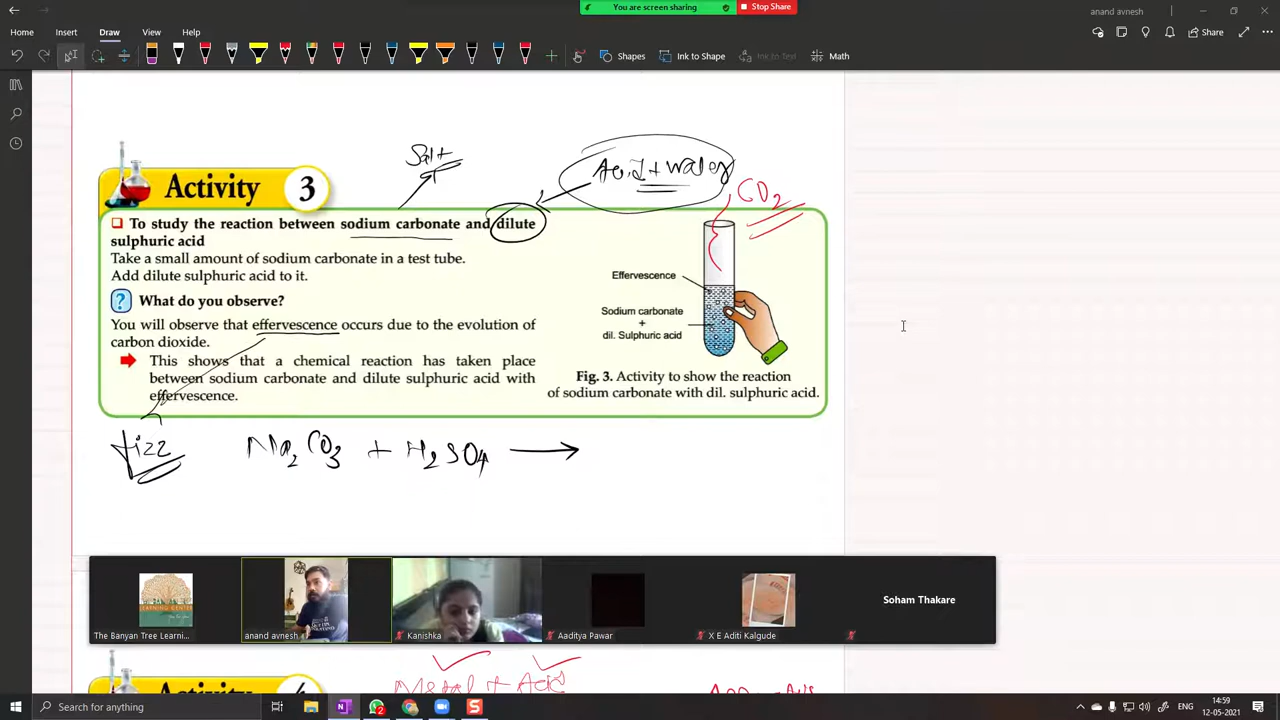 You are screen sharing
Stop Share
anand avnesh
Home Insert Draw View Help
Share
Shapes Ink to Shape Ink to Text Math
Salt
Acid + water
CO2
Activity 3
To study the reaction between sodium carbonate and dilute
sulphuric acid
Take a small amount of sodium carbonate in a test tube.
Add dilute sulphuric acid to it.
? What do you observe?
You will observe that effervescence occurs due to the evolution of
carbon dioxide.
This shows that a chemical reaction has taken place
between sodium carbonate and dilute sulphuric acid with
effervescence.
Effervescence
Sodium carbonate
+
dil. Sulphuric acid
Fig. 3. Activity to show the reaction
of sodium carbonate with dil. sulphuric acid.
fizz
Na2CO3 + H2SO4 →
LEARNING CENTER
The Banyan Tree Learni...
anand avnesh
Kanishka
Aaditya Pawar
X E Aditi Kalgude
Soham Thakare
Activity
Metal + Acid
Search for anything
ENG
14:59
12-05-2021